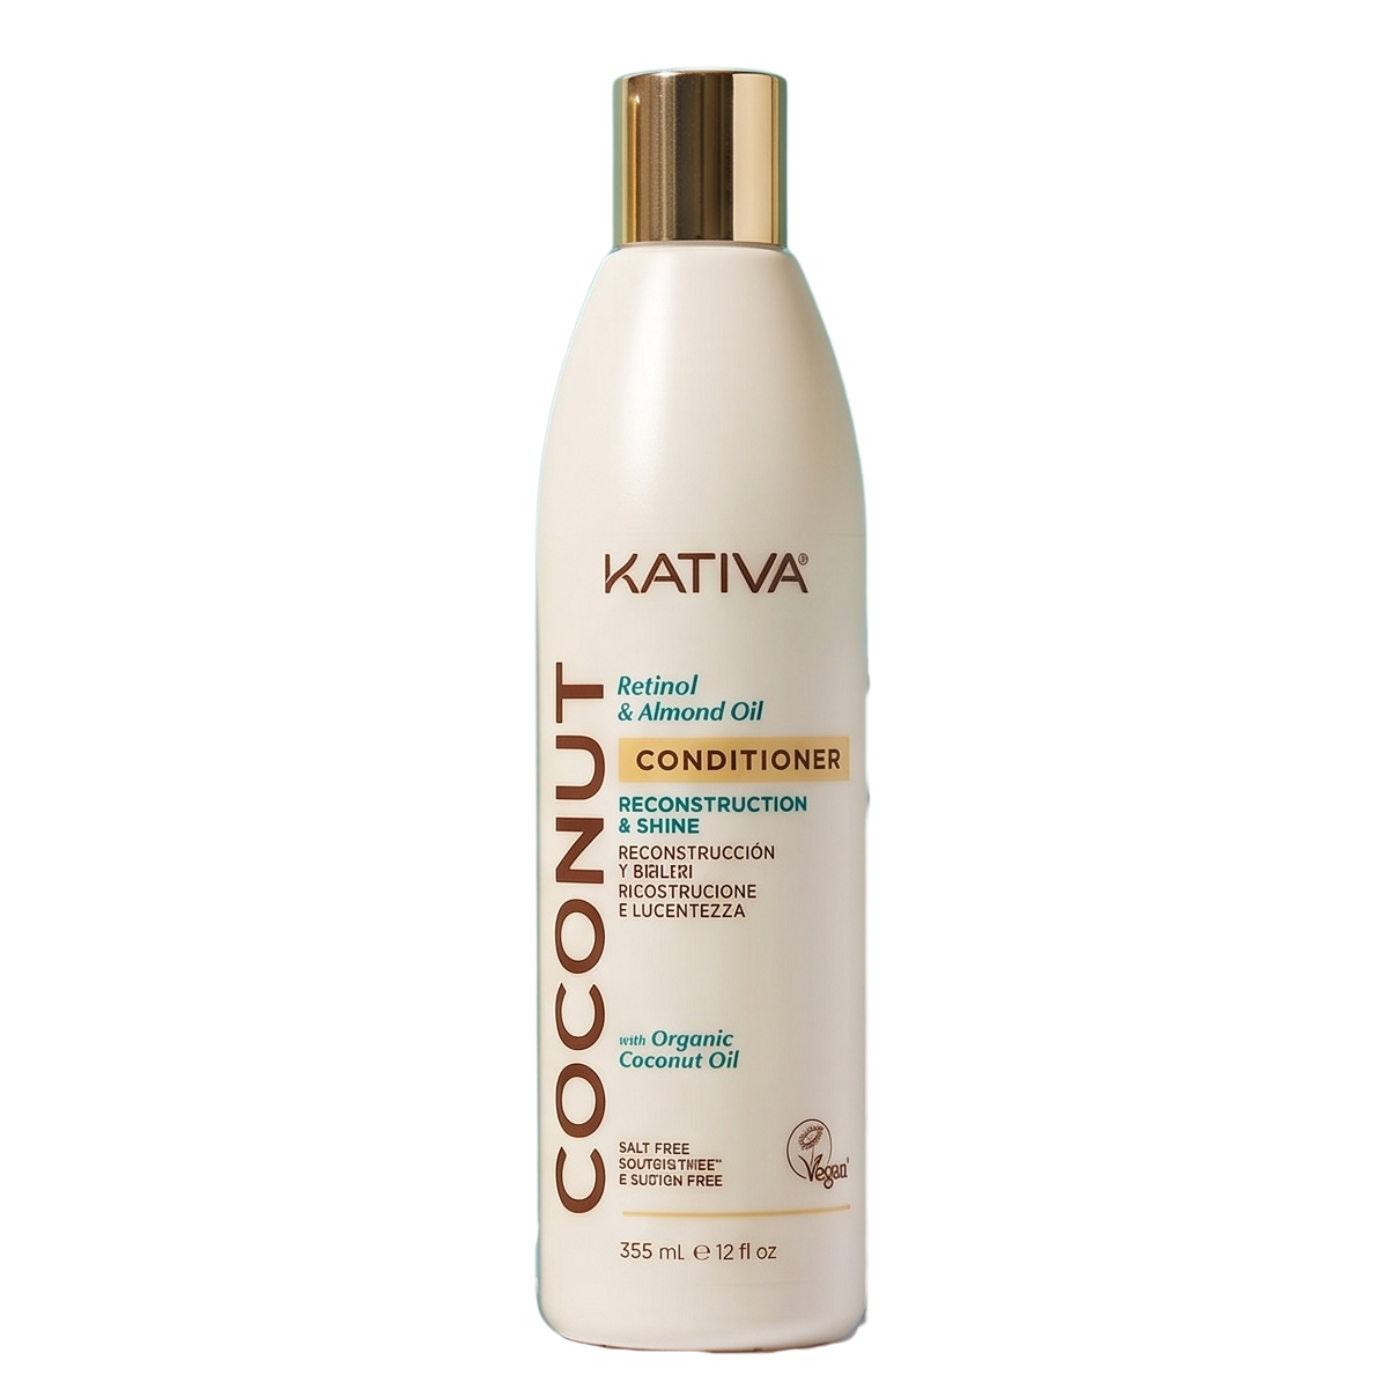 KATIVA®
COCONUT
Retinol
& Almond Oil
CONDITIONER
RECONSTRUCTION
& SHINE
RECONSTRUCCIÓN
Y
RICOSTRUCIONE
E LUCENTEZZA
with Organic
Coconut Oil
SALT FREE
E FREE
Vegan
355 mL ℮ 12 fl oz